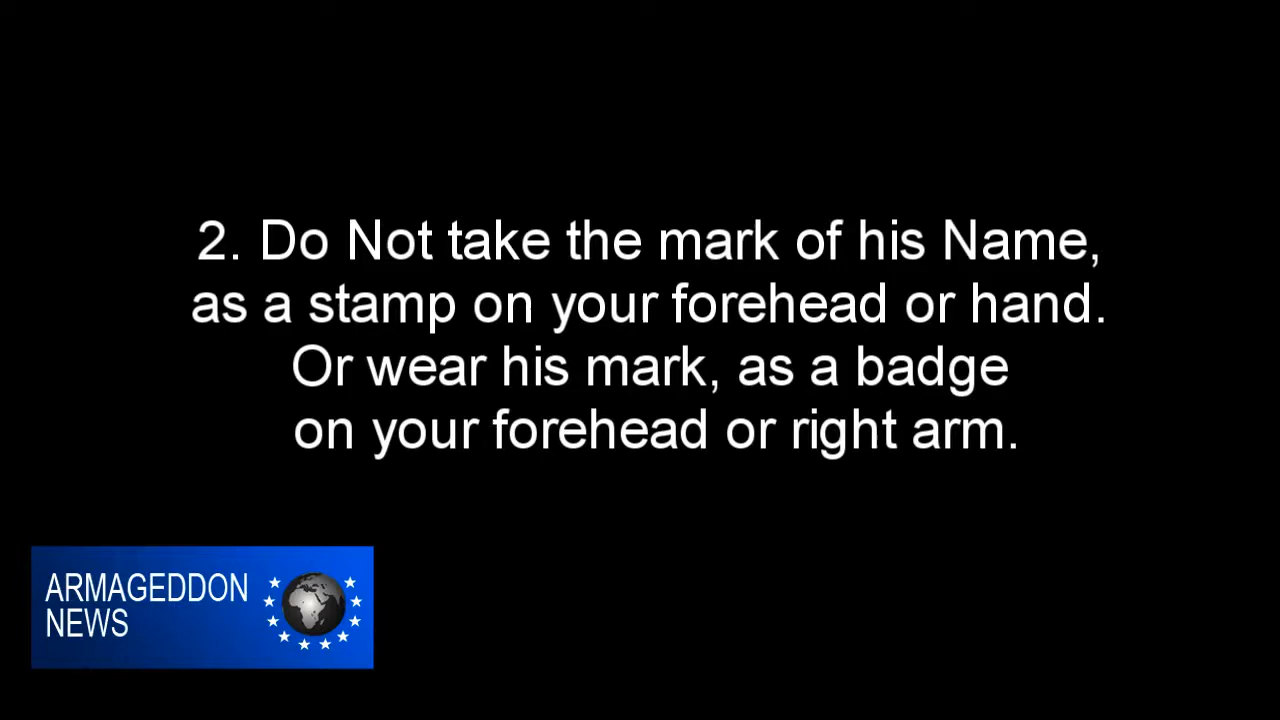 2. Do Not take the mark of his Name,
as a stamp on your forehead or hand.
Or wear his mark, as a badge
on your forehead or right arm.
ARMAGEDDON
NEWS